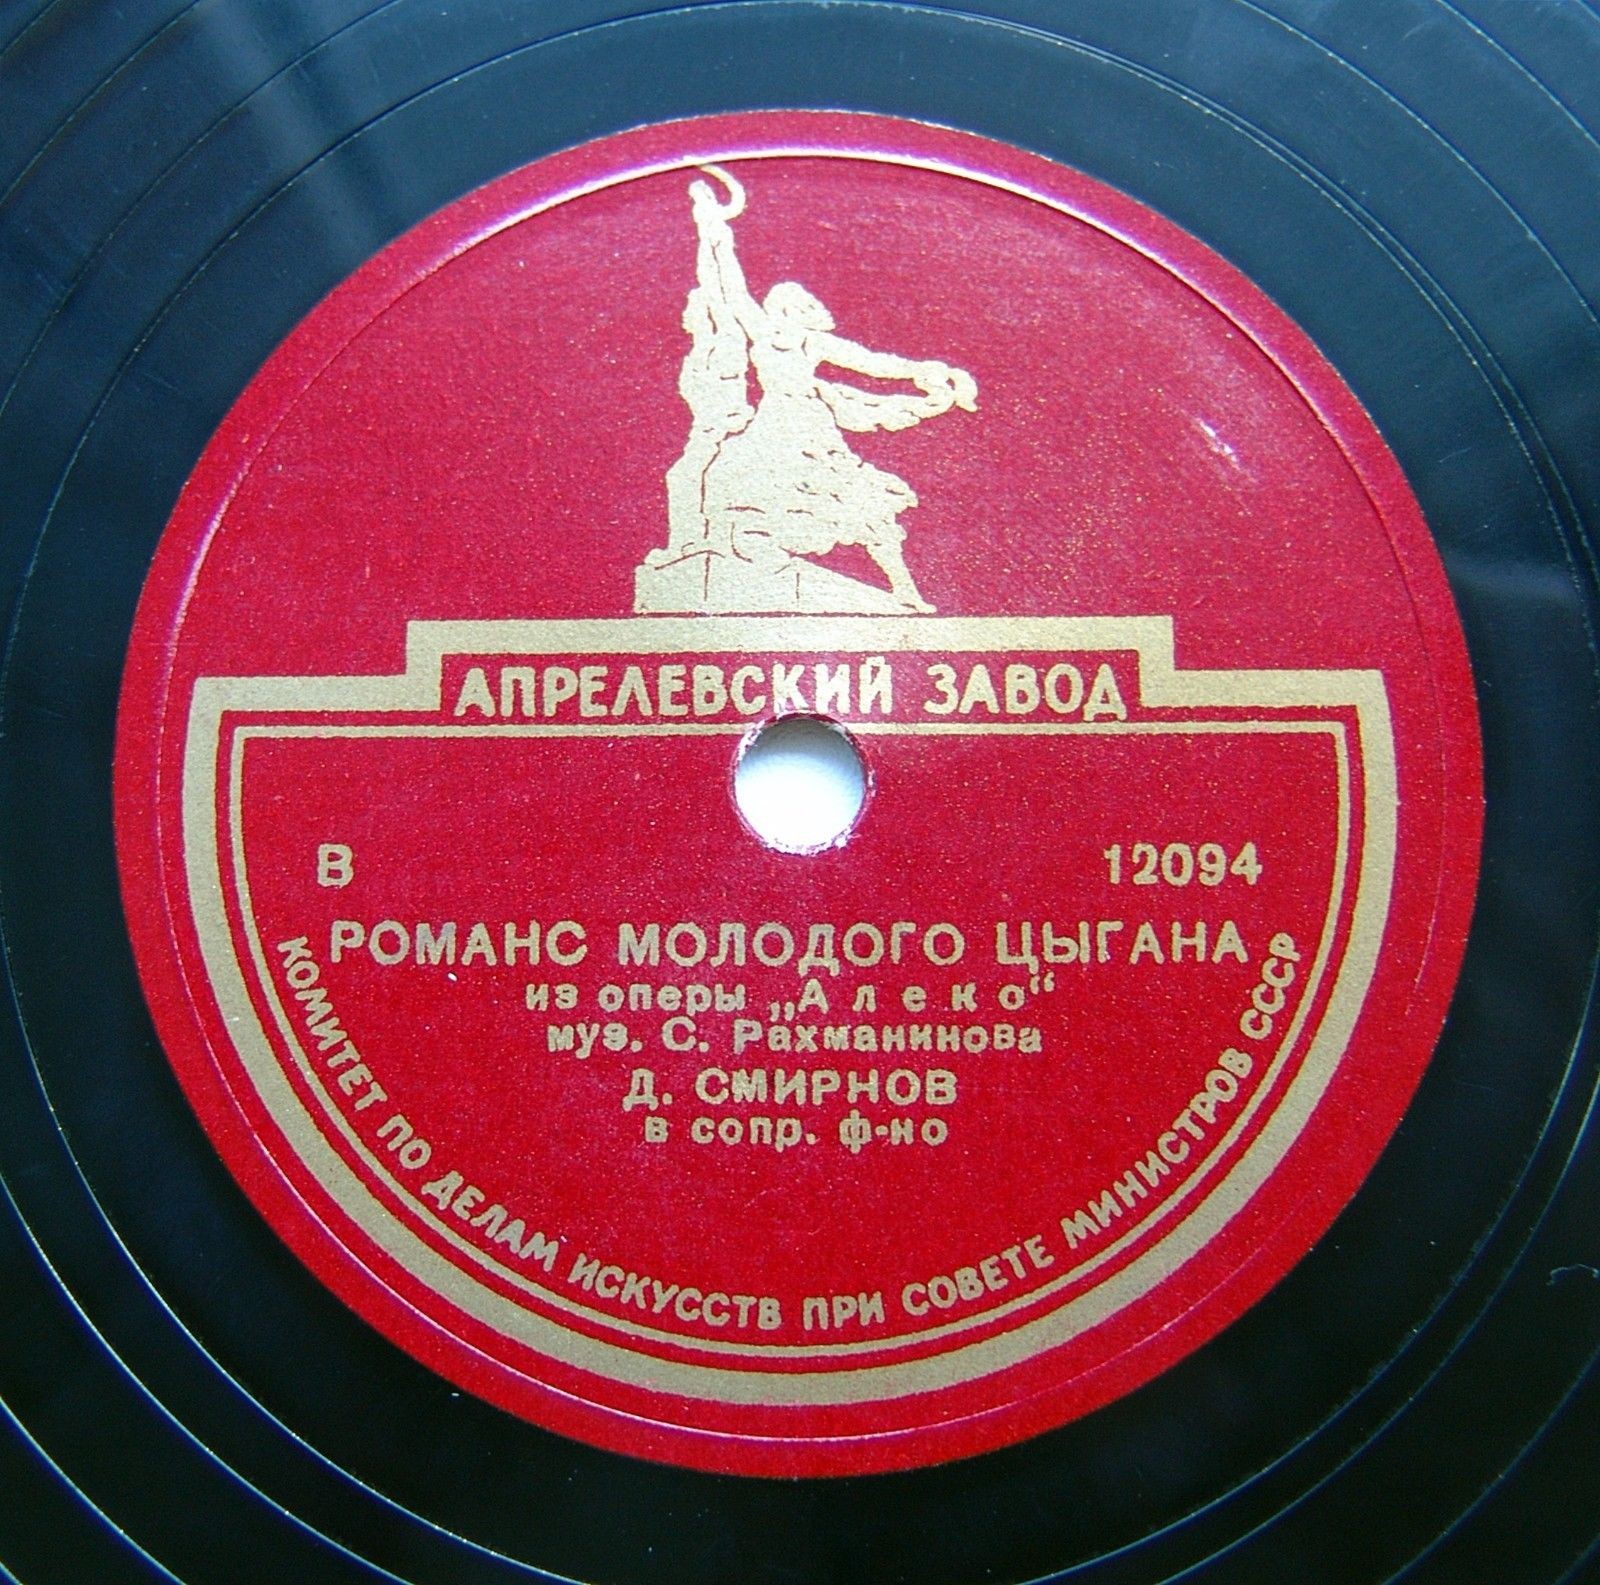 АПРЕЛЕВСКИЙ ЗАВОД
В 12094
РОМАНС МОЛОДОГО ЦЫГАНА
из оперы „Алеко“
муз. С. Рахманинова
Д. СМИРНОВ
в сопр. ф-но
КОМИТЕТ ПО ДЕЛАМ ИСКУССТВ ПРИ СОВЕТЕ МИНИСТРОВ СССР